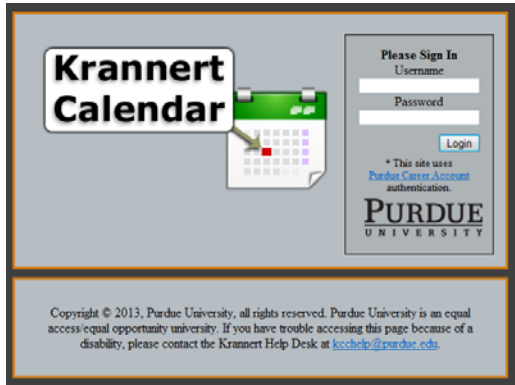 Krannert
Calendar
Please Sign In
Username
Password
Login
* This site uses
Purdue Career Account
authentication.
PURDUE
UNIVERSITY
Copyright © 2013, Purdue University, all rights reserved. Purdue University is an equal
access/equal opportunity university. If you have trouble accessing this page because of a
disability, please contact the Krannert Help Desk at kcchelp@purdue.edu.